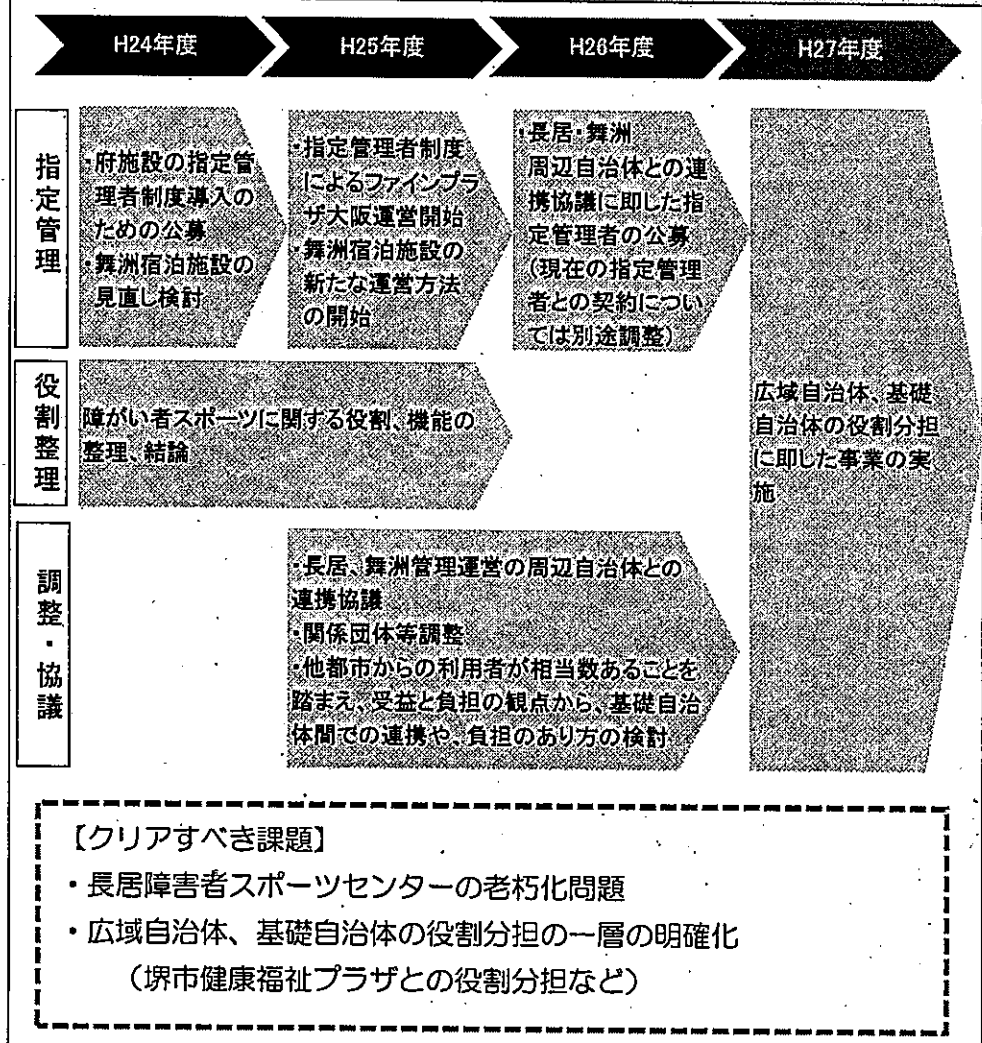 H24年度
H25年度
H26年度
H27年度
指定管理
・府施設の指定管
理者制度導入の
ための公募
・舞洲宿泊施設の
見直し検討
・指定管理者制度
によるファインプラ
ザ大阪運営開始
・舞洲宿泊施設の
新たな運営方法
の開始
・長居・舞洲
周辺自治体との連
携協議に即した指
定管理者の公募
(現在の指定管理
者との契約につい
ては別途調整)
役割整理
障がい者スポーツに関する役割、機能の
整理、結論
広域自治体、基礎
自治体の役割分担
に即した事業の実
施
調整・協議
・長居、舞洲管理運営の周辺自治体との
連携協議
・関係団体等調整
・他都市からの利用者が相当数あることを
踏まえ、受益と負担の観点から、基礎自治
体間での連携や、負担のあり方の検討
【クリアすべき課題】
・長居障害者スポーツセンターの老朽化問題
・広域自治体、基礎自治体の役割分担の一層の明確化
(堺市健康福祉プラザとの役割分担など)